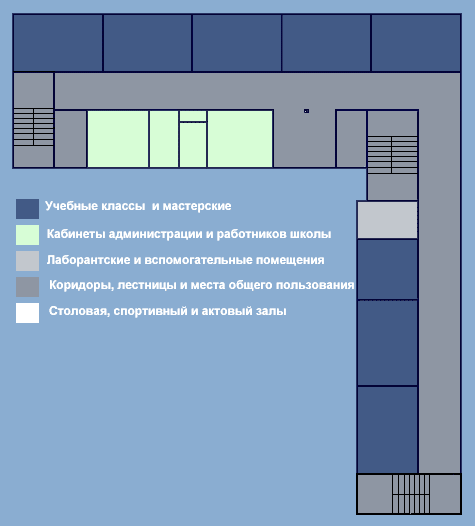 Учебные классы и мастерские
Кабинеты администрации и работников школы
Лаборантские и вспомогательные помещения
Коридоры, лестницы и места общего пользования
Столовая, спортивный и актовый залы